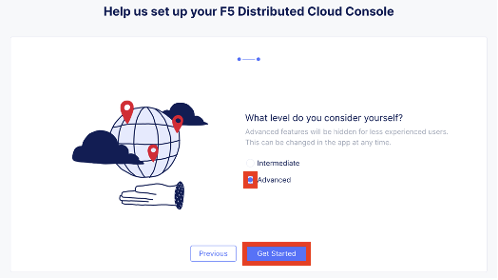 Help us set up your F5 Distributed Cloud Console
What level do you consider yourself?
Advanced features will be hidden for less experienced users.
This can be changed in the app at any time.
Intermediate
Advanced
Previous
Get Started